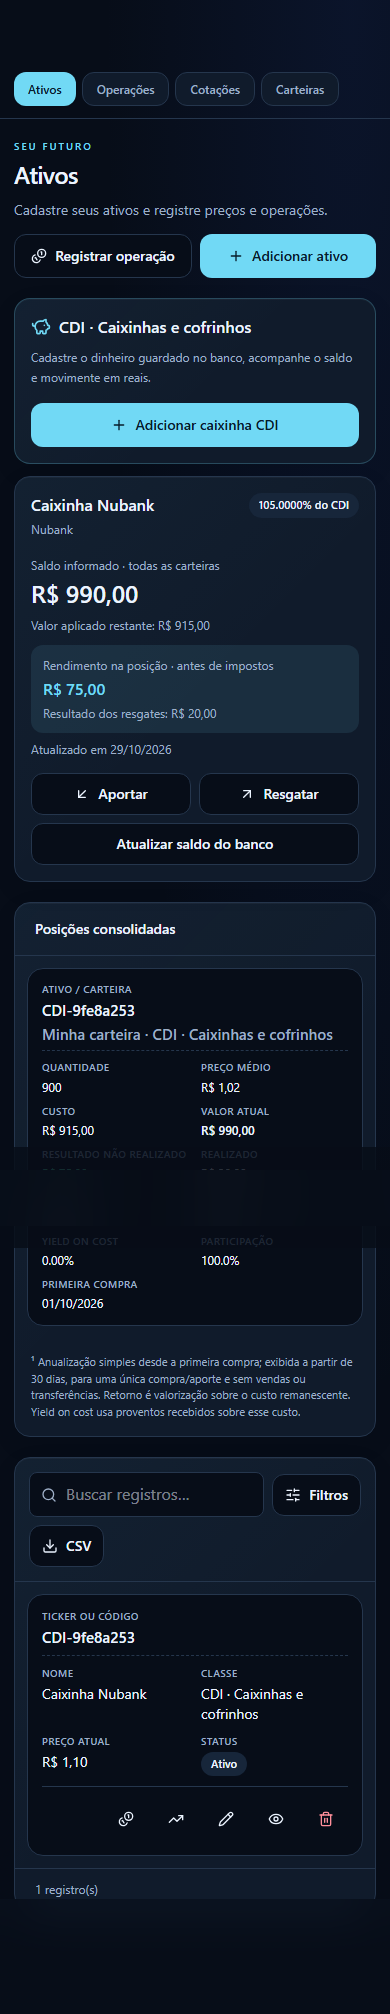 Ativos
Operações
Cotações
Carteiras
SEU FUTURO
Ativos
Cadastre seus ativos e registre preços e operações.
Registrar operação
Adicionar ativo
CDI · Caixinhas e cofrinhos
Cadastre o dinheiro guardado no banco, acompanhe o saldo
e movimente em reais.
Adicionar caixinha CDI
Caixinha Nubank
105.0000% do CDI
Nubank
Saldo informado · todas as carteiras
R$ 990,00
Valor aplicado restante: R$ 915,00
Rendimento na posição · antes de impostos
R$ 75,00
Resultado dos resgates: R$ 20,00
Atualizado em 29/10/2026
Aportar
Resgatar
Atualizar saldo do banco
Posições consolidadas
ATIVO / CARTEIRA
CDI-9fe8a253
Minha carteira · CDI · Caixinhas e cofrinhos
QUANTIDADE
PREÇO MÉDIO
900
R$ 1,02
CUSTO
VALOR ATUAL
R$ 915,00
R$ 990,00
RESULTADO NÃO REALIZADO
REALIZADO
YIELD ON COST
PARTICIPAÇÃO
0.00%
100.0%
PRIMEIRA COMPRA
01/10/2026
¹ Anualização simples desde a primeira compra; exibida a partir de
30 dias, para uma única compra/aporte e sem vendas ou
transferências. Retorno é valorização sobre o custo remanescente.
Yield on cost usa proventos recebidos sobre esse custo.
Buscar registros...
Filtros
CSV
TICKER OU CÓDIGO
CDI-9fe8a253
NOME
CLASSE
Caixinha Nubank
CDI · Caixinhas e
cofrinhos
PREÇO ATUAL
STATUS
R$ 1,10
Ativo
1 registro(s)